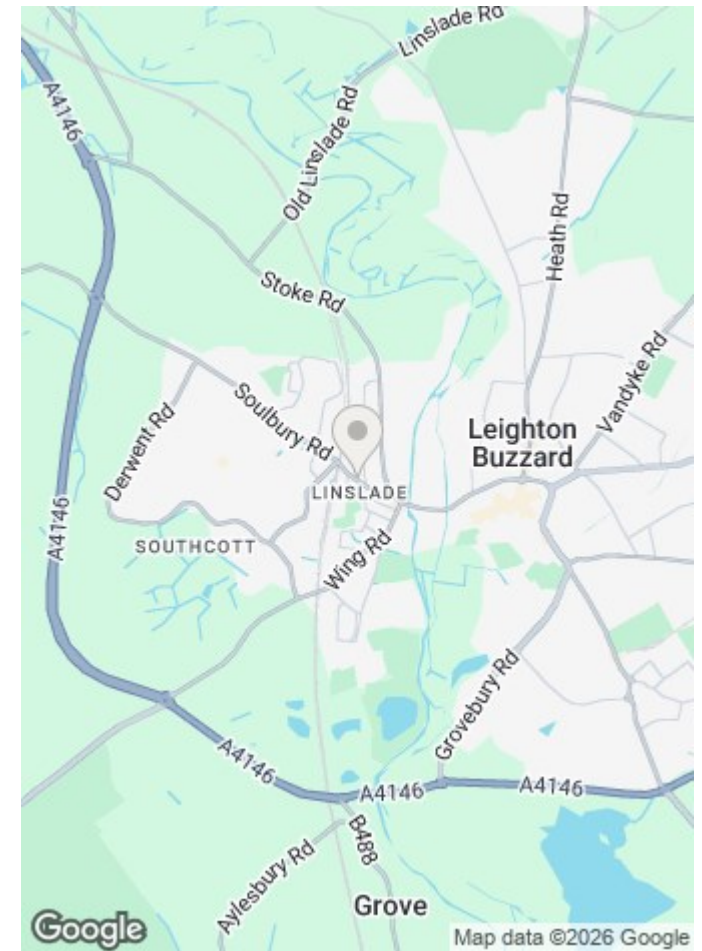 Linslade Rd
A4146
Old Linslade Rd
Heath Rd
Stoke Rd
Vandyke Rd
Soulbury Rd
Derwent Rd
Leighton
Buzzard
LINSLADE
A4146
SOUTHCOTT
Wing Rd
Grovebury Rd
A4146
A4146
A4146
B488
Aylesbury Rd
Grove
Google
Map data ©2026 Google